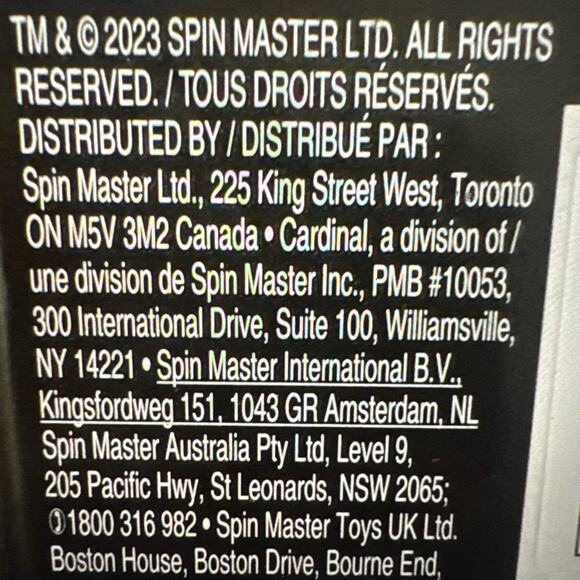 TM & © 2023 SPIN MASTER LTD. ALL RIGHTS
RESERVED. / TOUS DROITS RÉSERVÉS.
DISTRIBUTED BY / DISTRIBUÉ PAR :
Spin Master Ltd., 225 King Street West, Toronto
ON M5V 3M2 Canada • Cardinal, a division of /
une division de Spin Master Inc., PMB #10053,
300 International Drive, Suite 100, Williamsville,
NY 14221 • Spin Master International B.V.,
Kingsfordweg 151, 1043 GR Amsterdam, NL
Spin Master Australia Pty Ltd, Level 9,
205 Pacific Hwy, St Leonards, NSW 2065;
1800 316 982 • Spin Master Toys UK Ltd.
Boston House, Boston Drive, Bourne End,